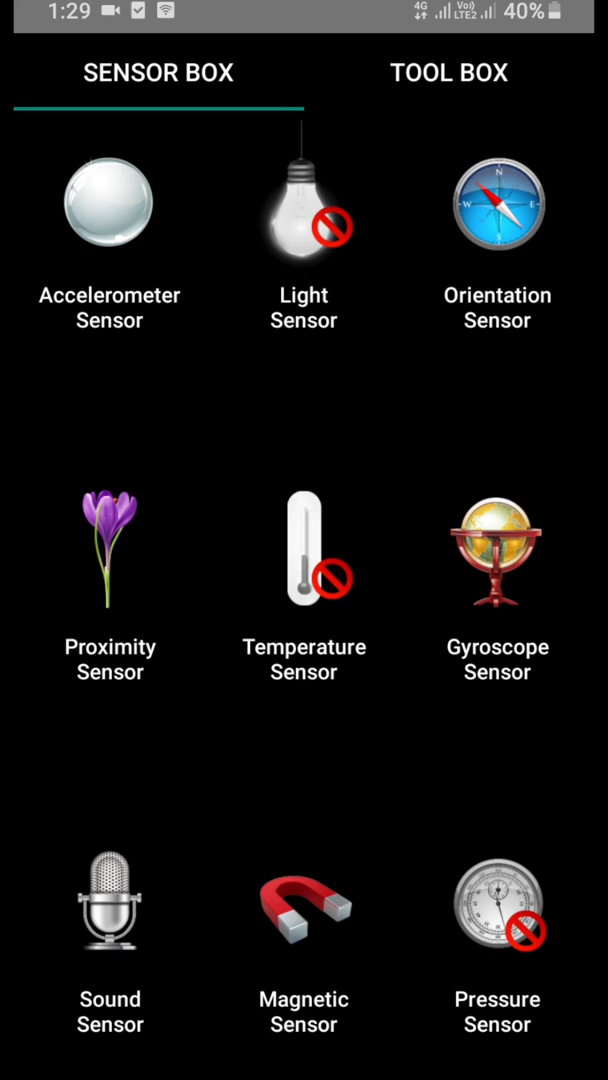 1:29 4G Vo)) LTE2 40%
SENSOR BOX TOOL BOX
N
W E
S
Accelerometer Light Orientation
Sensor Sensor Sensor
Proximity Temperature Gyroscope
Sensor Sensor Sensor
Sound Magnetic Pressure
Sensor Sensor Sensor